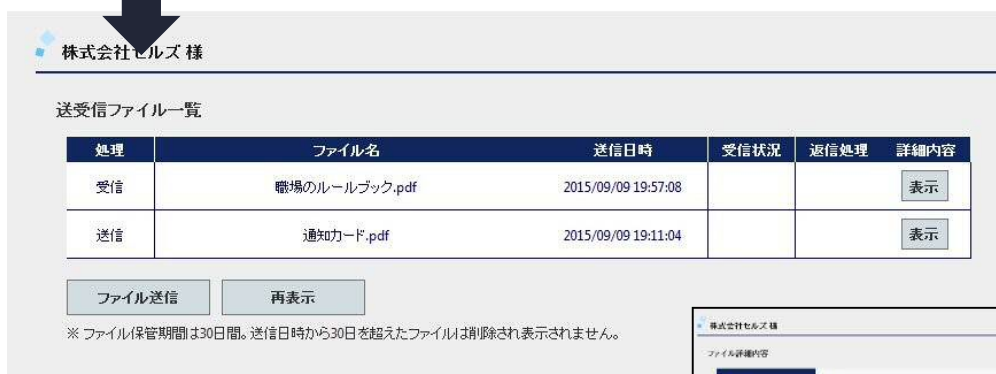 株式会社セルズ 様
送受信ファイル一覧
処理 ファイル名 送信日時 受信状況 返信処理 詳細内容
受信 職場のルールブック.pdf 2015/09/09 19:57:08 表示
送信 通知カード.pdf 2015/09/09 19:11:04 表示
ファイル送信 再表示
※ ファイル保管期間は30日間。送信日時から30日を超えたファイルは削除され表示されません。
株式会社セルズ 様
ファイル詳細内容